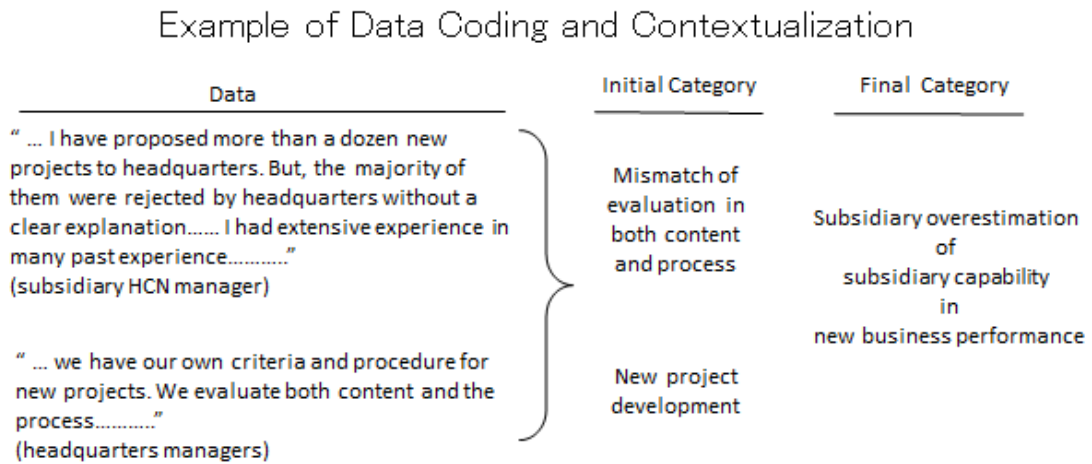 Example of Data Coding and Contextualization
Data
Initial Category
Final Category
“ … I have proposed more than a dozen new
projects to headquarters. But, the majority of
them were rejected by headquarters without a
clear explanation…… I had extensive experience in
many past experience………..”
(subsidiary HCN manager)
“ … we have our own criteria and procedure for
new projects. We evaluate both content and the
process………..”
(headquarters managers)
Mismatch of
evaluation in
both content
and process
New project
development
Subsidiary overestimation
of
subsidiary capability
in
new business performance